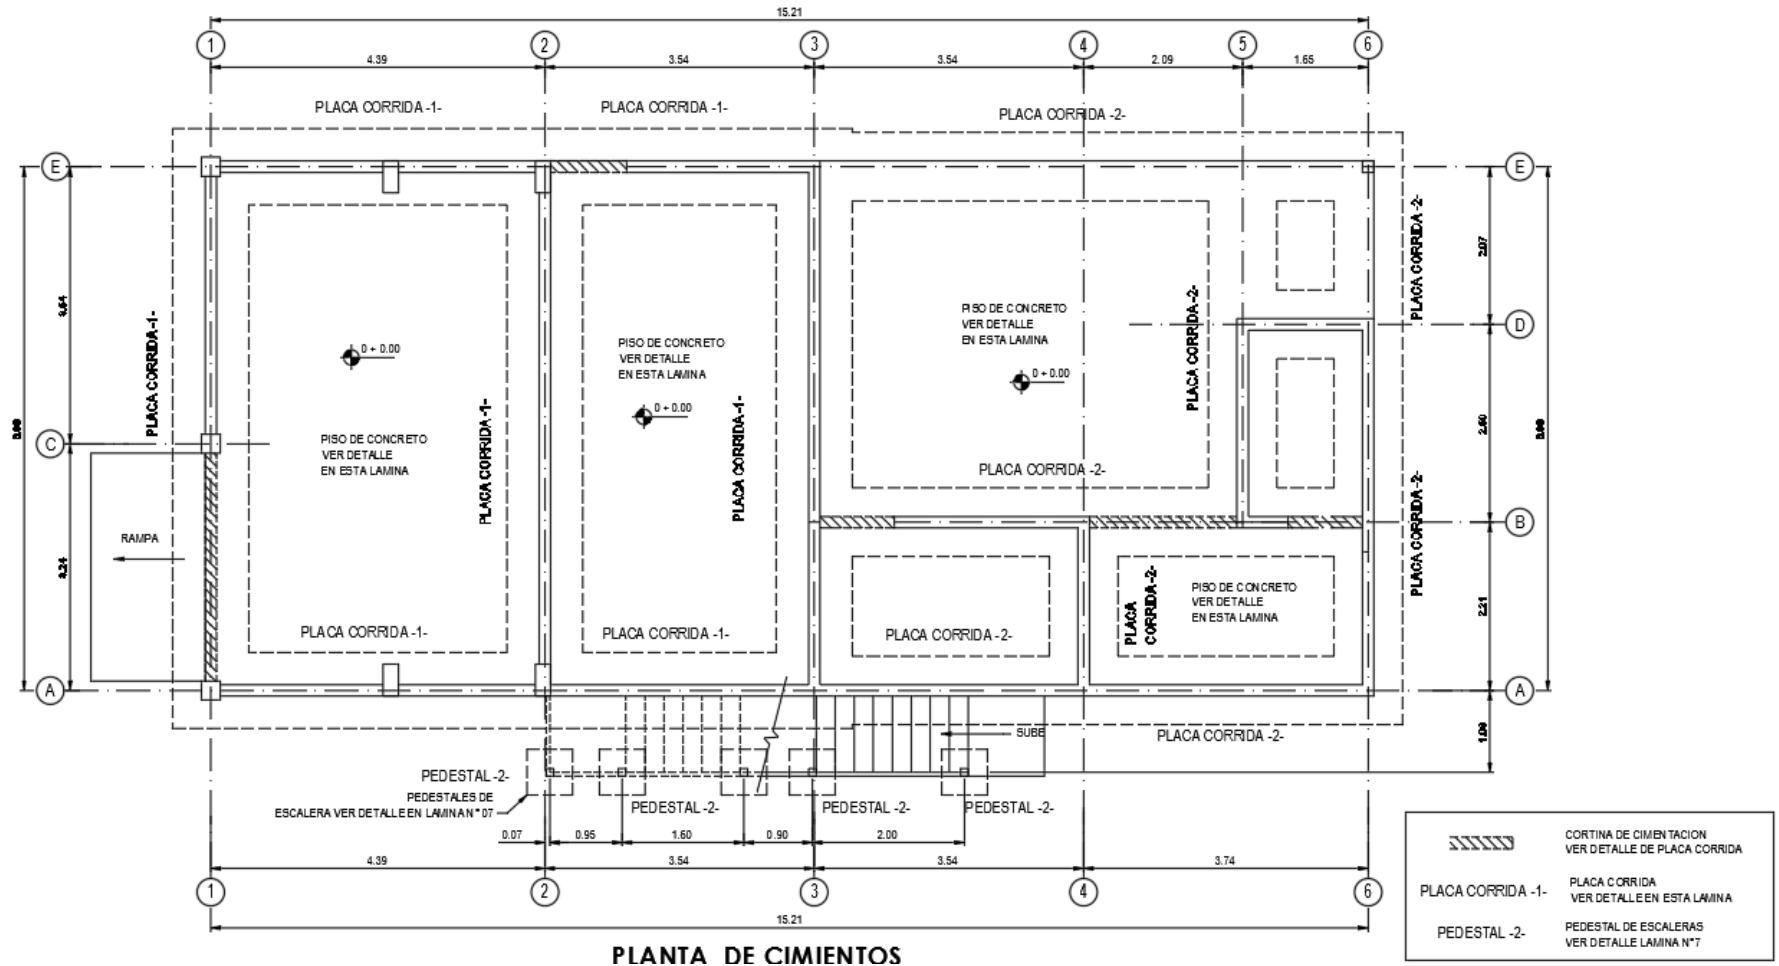 15.21
1 2 3 4 5 6
4.39 3.54 3.54 2.09 1.65
PLACA CORRIDA -1- PLACA CORRIDA -1- PLACA CORRIDA -2-
E E
PLACA CORRIDA -2-
2.07
PISO DE CONCRETO
VER DETALLE
EN ESTA LAMINA
PLACA CORRIDA -2-
D
PLACA CORRIDA -1-
0 + 0.00
PISO DE CONCRETO
VER DETALLE
EN ESTA LAMINA
0 + 0.00
0 + 0.00
PLACA CORRIDA -1-
PLACA CORRIDA -1-
C
PISO DE CONCRETO
VER DETALLE
EN ESTA LAMINA
PLACA CORRIDA -2-
PLACA CORRIDA -2-
B
RAMPA
2.21
PLACA
CORRIDA -2-
PISO DE CONCRETO
VER DETALLE
EN ESTA LAMINA
PLACA CORRIDA -1- PLACA CORRIDA -1- PLACA CORRIDA -2-
A A
SUBE
PLACA CORRIDA -2-
PEDESTAL -2-
PEDESTALES DE
ESCALERA VER DETALLE EN LAMINA N° 07
PEDESTAL -2- PEDESTAL -2- PEDESTAL -2-
0.07 0.95 1.60 0.90 2.00
4.39 3.54 3.54 3.74
1 2 3 4 6
15.21
PLANTA DE CIMIENTOS
CORTINA DE CIMENTACION
VER DETALLE DE PLACA CORRIDA
PLACA CORRIDA -1-
PLACA CORRIDA
VER DETALLE EN ESTA LAMINA
PEDESTAL -2-
PEDESTAL DE ESCALERAS
VER DETALLE LAMINA N°7